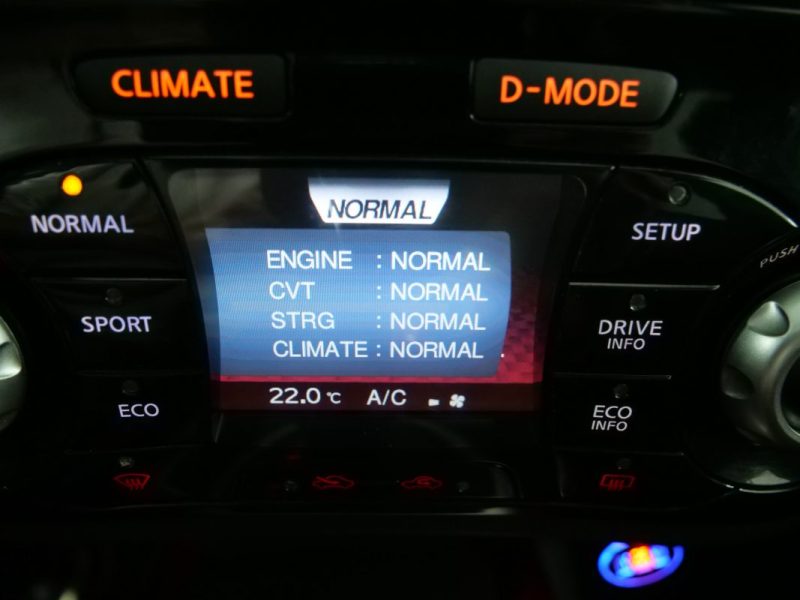 CLIMATE
D-MODE
NORMAL
NORMAL
SETUP
PUSH
ENGINE : NORMAL
CVT : NORMAL
STRG : NORMAL
CLIMATE : NORMAL
SPORT
DRIVE
INFO
ECO
ECO
INFO
22.0 ℃ A/C